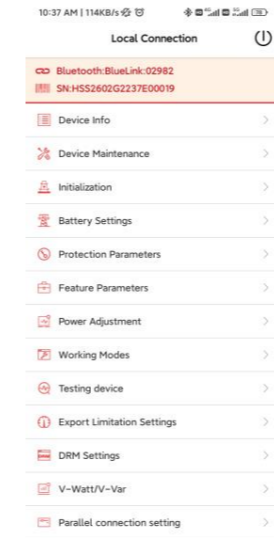 10:37 AM | 114KB/s
Local Connection
Bluetooth:BlueLink:02982
SN:HSS2602G2237E00019
Device Info
Device Maintenance
Initialization
Battery Settings
Protection Parameters
Feature Parameters
Power Adjustment
Working Modes
Testing device
Export Limitation Settings
DRM Settings
V-Watt/V-Var
Parallel connection setting